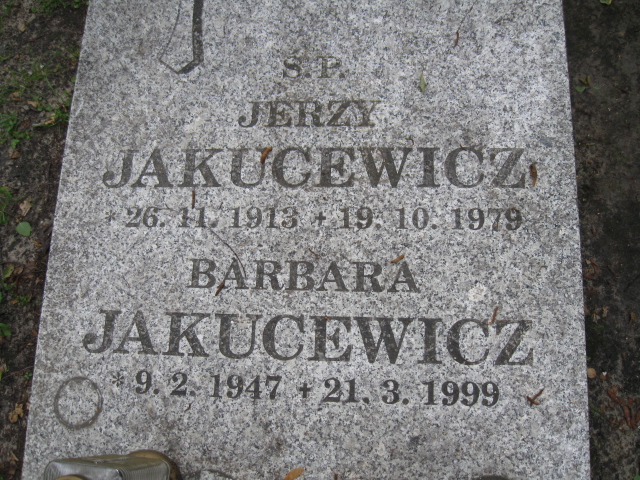 Ś.P.
JERZY
JAKUCEWICZ
* 26. 11. 1913 + 19. 10. 1979
BARBARA
JAKUCEWICZ
* 9. 2. 1947 + 21. 3. 1999